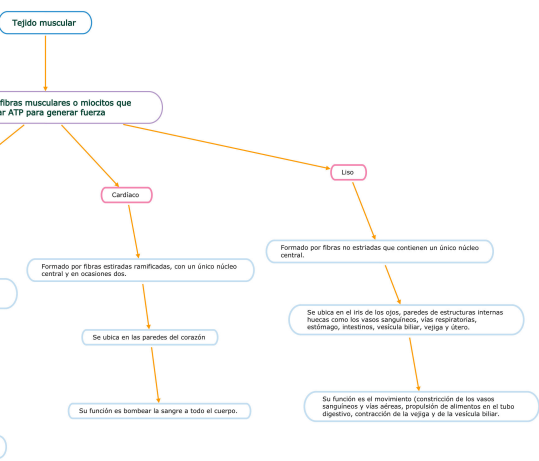 Tejido muscular
fibras musculares o miocitos que
ar ATP para generar fuerza
Liso
Cardíaco
Formado por fibras no estriadas que contienen un único núcleo
central.
Formado por fibras estiradas ramificadas, con un único núcleo
central y en ocasiones dos.
Se ubica en el iris de los ojos, paredes de estructuras internas
huecas como los vasos sanguíneos, vías respiratorias,
estómago, intestinos, vesícula biliar, vejiga y útero.
Se ubica en las paredes del corazón
Su función es el movimiento (constricción de los vasos
sanguíneos y vías aéreas, propulsión de alimentos en el tubo
digestivo, contracción de la vejiga y de la vesícula biliar.
Su función es bombear la sangre a todo el cuerpo.